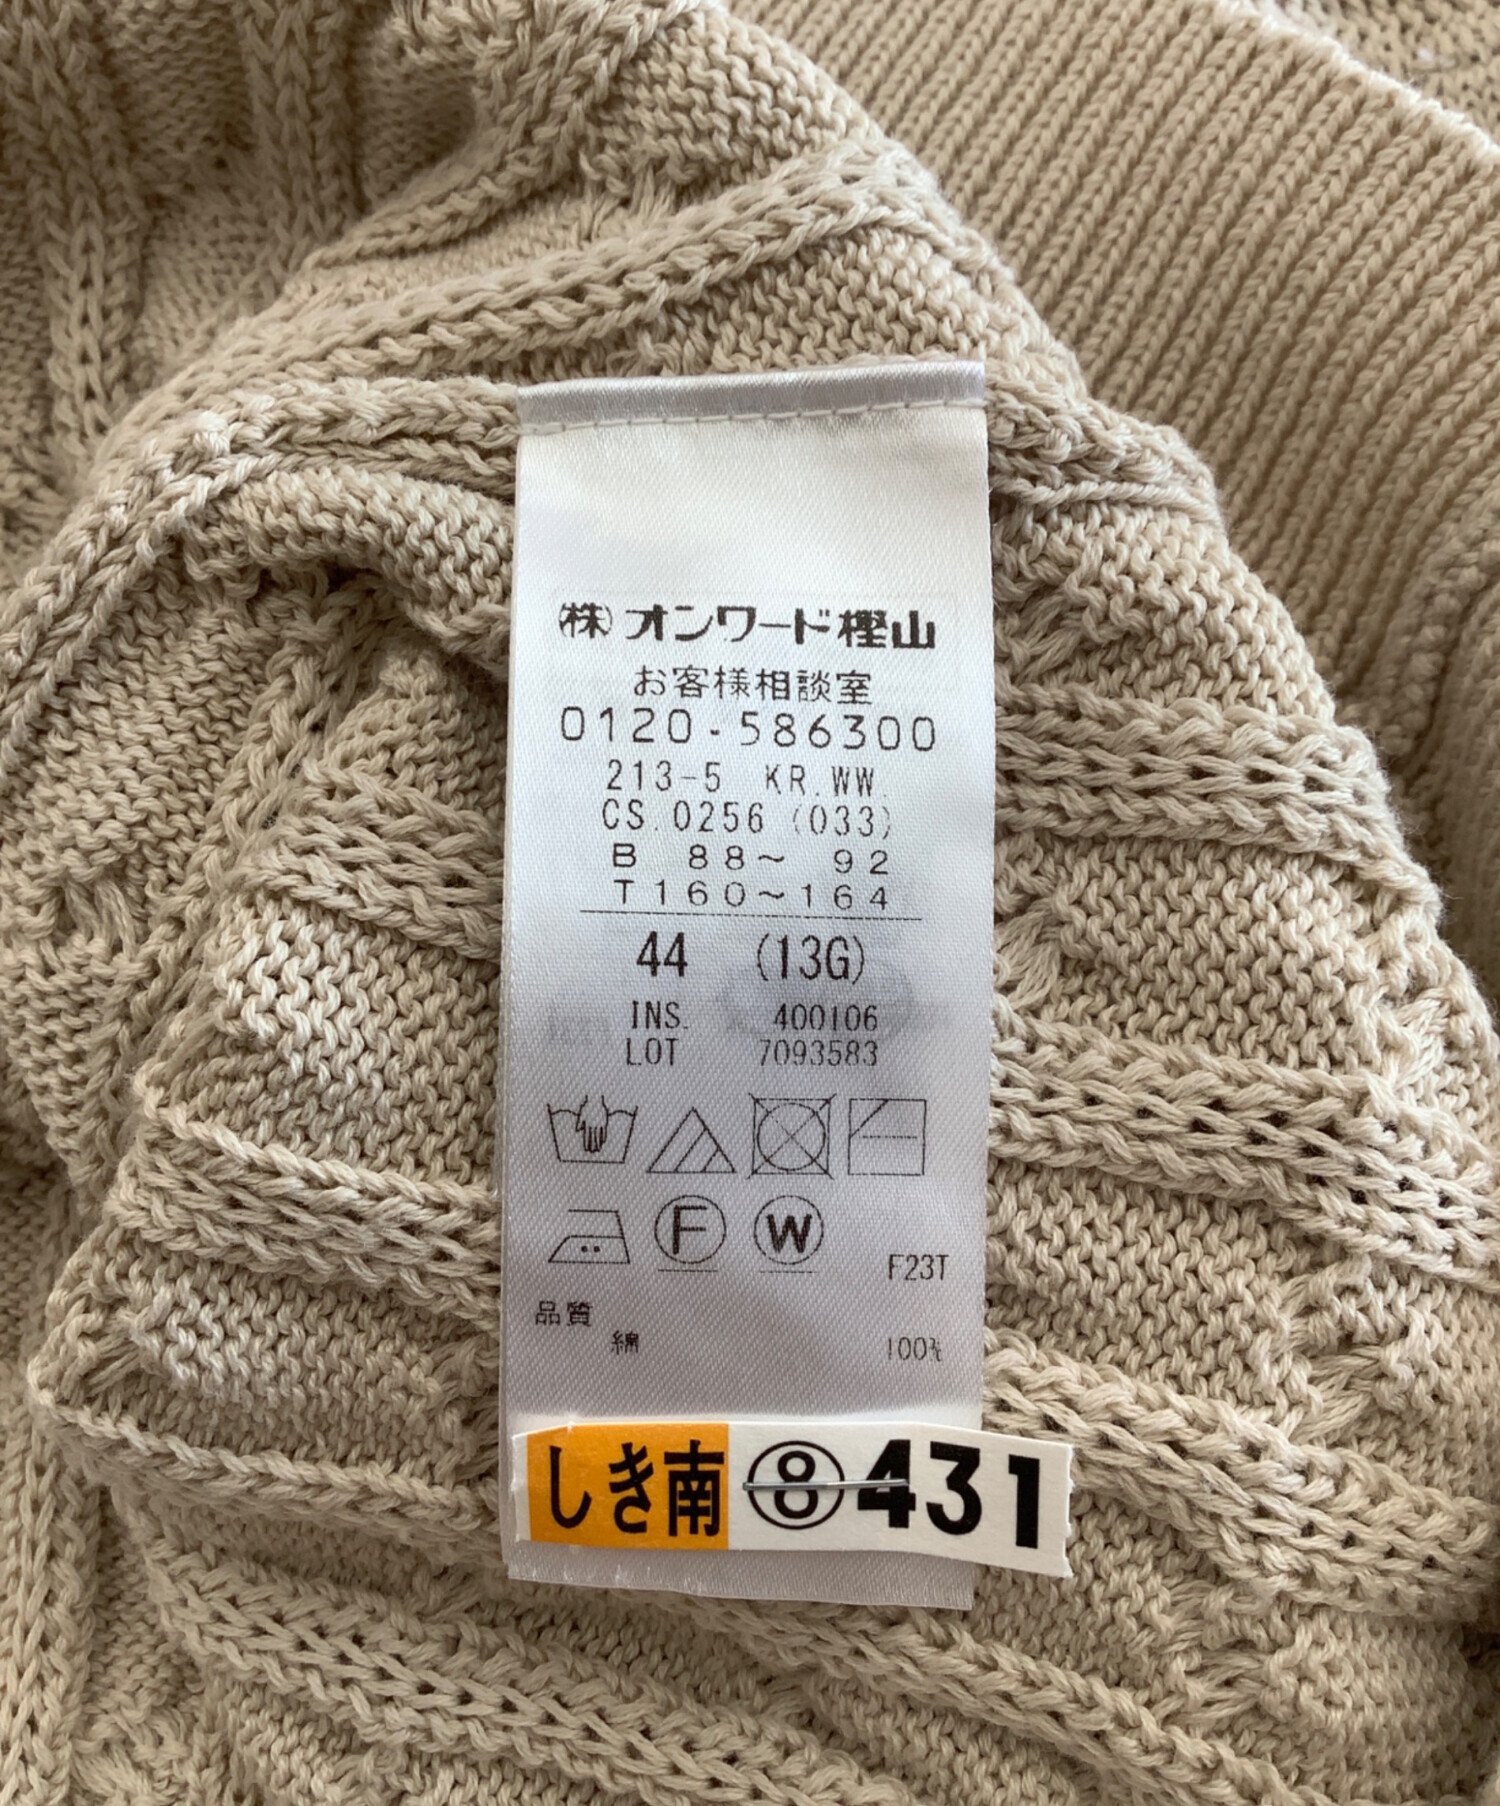 ㈱オンワード樫山
お客様相談室
0120-586300
213-5 KR.WW.
CS.0256 (033)
B 88～ 92
T160～164
44 (13G)
INS. 400106
LOT 7093583
F W
F23T
品質
綿 100%
しき南 ⑧431